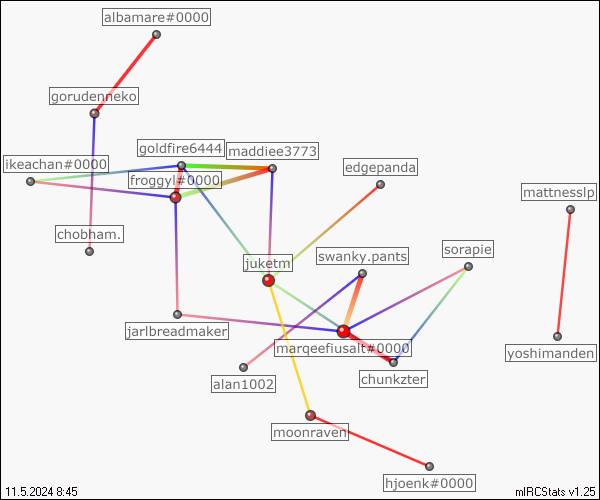 albamare#0000
gorudenneko
goldfire6444
maddiee3773
ikeachan#0000
edgepanda
froggyl#0000
mattnesslp
chobham.
sorapie
swanky.pants
juketm
jarlbreadmaker
marqeefiusalt#0000
yoshimanden
chunkzter
alan1002
moonraven
hjoenk#0000
11.5.2024 8:45
mIRCStats v1.25